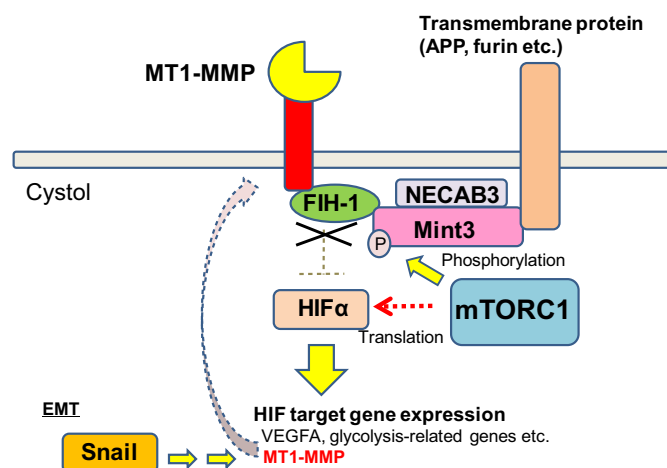 Transmembrane protein
(APP, furin etc.)
MT1-MMP
Cystol
FIH-1
NECAB3
Mint3
P
Phosphorylation
HIFα
mTORC1
Translation
EMT
HIF target gene expression
VEGFA, glycolysis-related genes etc.
MT1-MMP
Snail